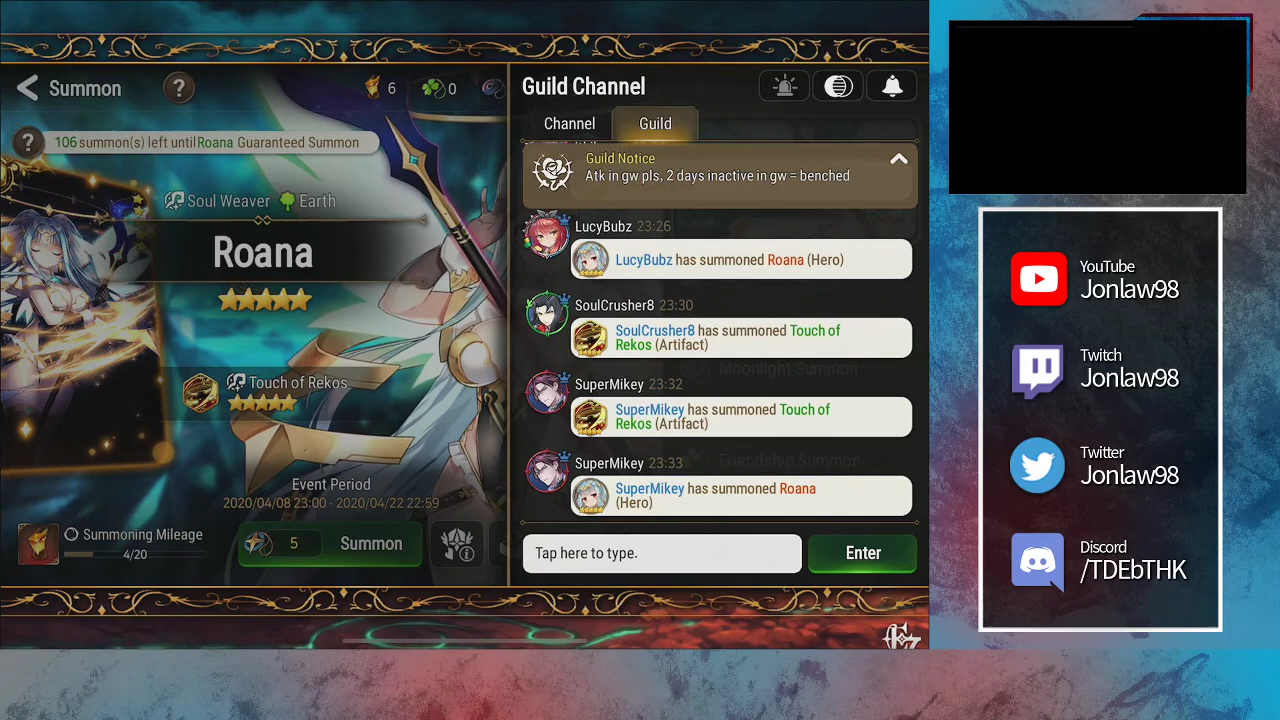 Summon
?
6
0
? 106 summon(s) left until Roana Guaranteed Summon
Soul Weaver Earth
Roana
Touch of Rekos
Event Period
2020/04/08 23:00 - 2020/04/22 22:59
Summoning Mileage
4/20
5 Summon
Guild Channel
Channel
Guild
Guild Notice
Atk in gw pls, 2 days inactive in gw = benched
LucyBubz 23:26
LucyBubz has summoned Roana (Hero)
SoulCrusher8 23:30
SoulCrusher8 has summoned Touch of
Rekos (Artifact)
Moonlight Summon
SuperMikey 23:32
SuperMikey has summoned Touch of
Rekos (Artifact)
Friendship Summon
SuperMikey 23:33
SuperMikey has summoned Roana
(Hero)
Tap here to type.
Enter
YouTube
Jonlaw98
Twitch
Jonlaw98
Twitter
Jonlaw98
Discord
/TDEbTHK